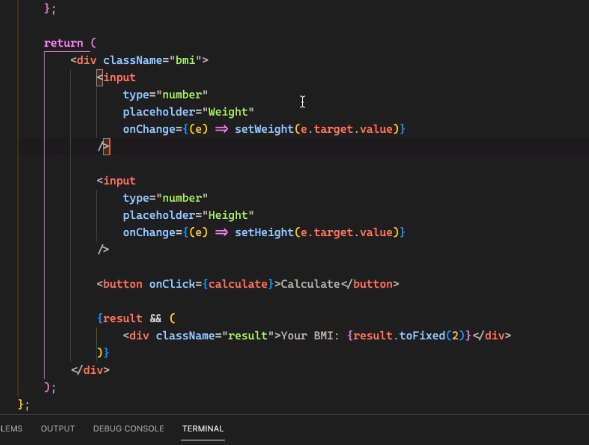 };
return (
<div className="bmi">
<input
type="number"
placeholder="Weight"
onChange={(e) => setWeight(e.target.value)}
/>
<input
type="number"
placeholder="Height"
onChange={(e) => setHeight(e.target.value)}
/>
<button onClick={calculate}>Calculate</button>
{result && (
<div className="result">Your BMI: {result.toFixed(2)}</div>
)}
</div>
);
};
LEMS OUTPUT DEBUG CONSOLE TERMINAL